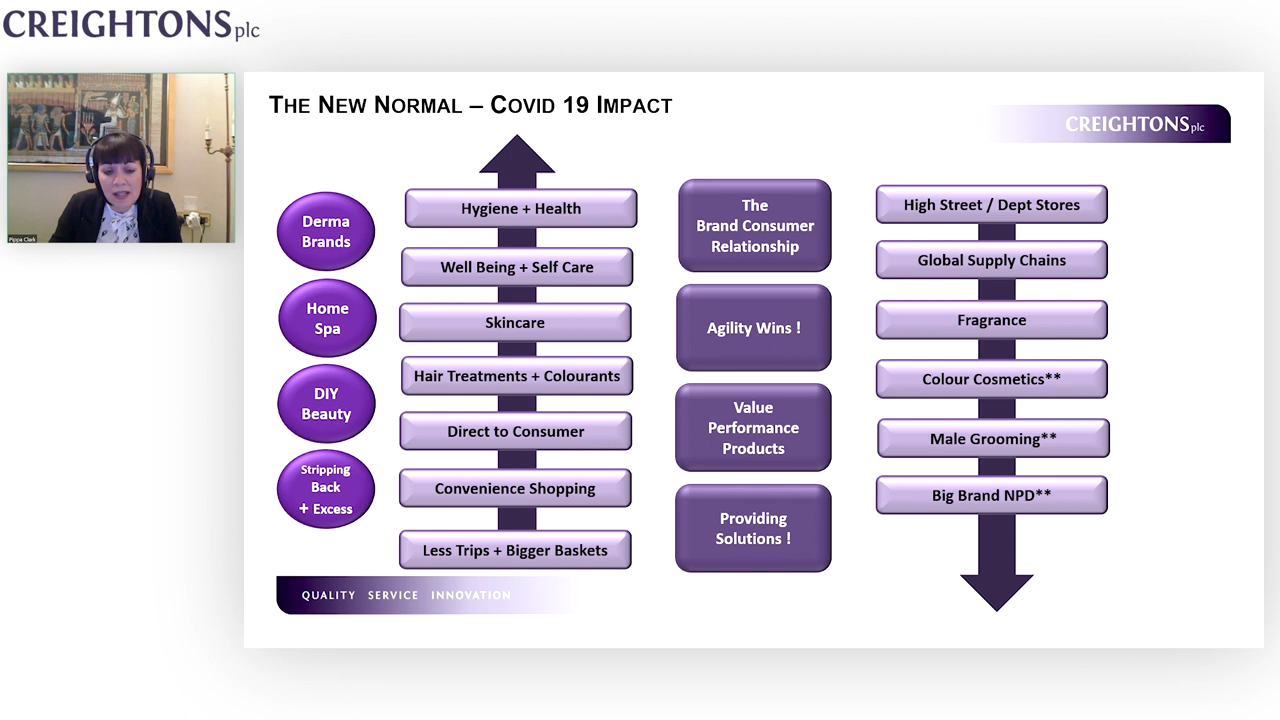 CREIGHTONS plc
Pippa Clark
THE NEW NORMAL – COVID 19 IMPACT
CREIGHTONS plc
Derma
Brands
Home
Spa
DIY
Beauty
Stripping
Back
+ Excess
Hygiene + Health
Well Being + Self Care
Skincare
Hair Treatments + Colourants
Direct to Consumer
Convenience Shopping
Less Trips + Bigger Baskets
The
Brand Consumer
Relationship
Agility Wins !
Value
Performance
Products
Providing
Solutions !
High Street / Dept Stores
Global Supply Chains
Fragrance
Colour Cosmetics**
Male Grooming**
Big Brand NPD**
QUALITY SERVICE INNOVATION